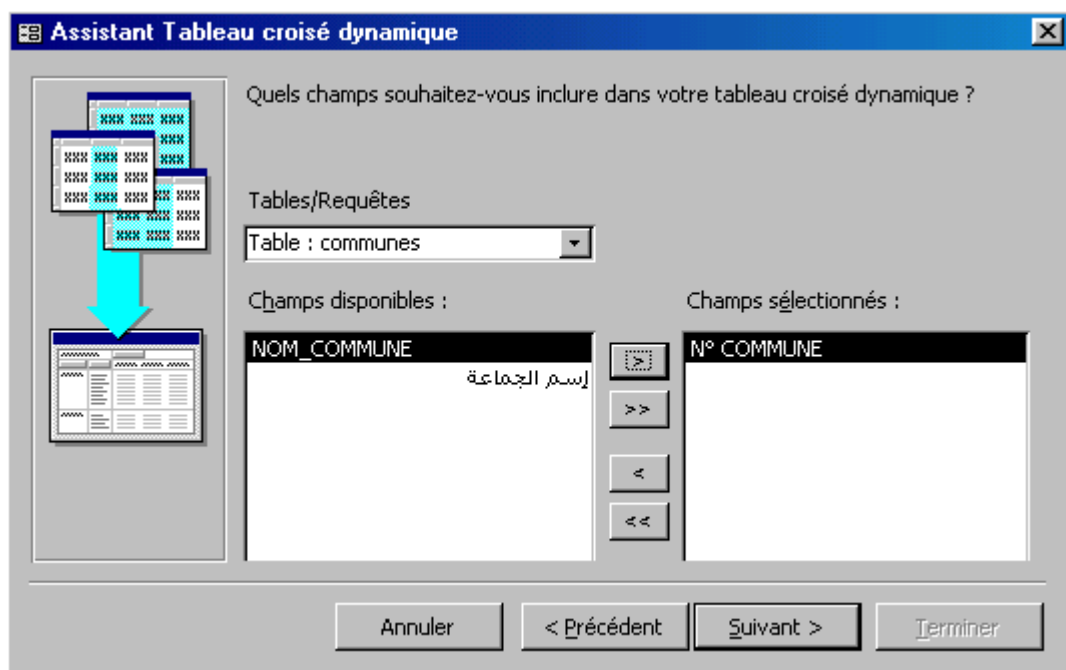 Assistant Tableau croisé dynamique
Quels champs souhaitez-vous inclure dans votre tableau croisé dynamique ?
Tables/Requêtes
Table : communes
Champs disponibles :
Champs sélectionnés :
NOM_COMMUNE
إسم الجماعة
N° COMMUNE
>
>>
<
<<
Annuler
< Précédent
Suivant >
Terminer